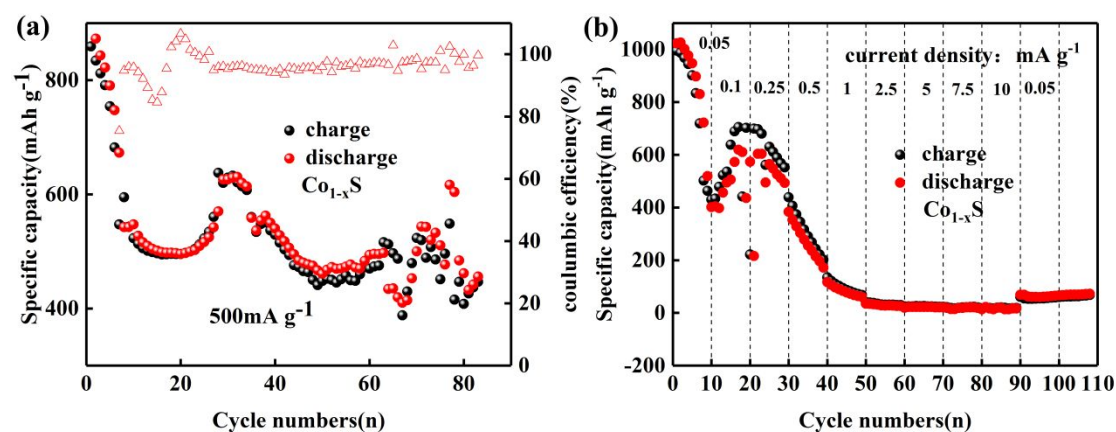 (a)
Specific capacity(mAh g-1)
800
600
400
charge
discharge
Co1-xS
500mA g-1
100
80
60
40
20
0
coulumbic efficiency(%)
0 20 40 60 80
Cycle numbers(n)
(b)
Specific capacity(mAh g-1)
1000
800
600
400
200
0
-200
0.05
current density: mA g-1
0.1 0.25 0.5 1 2.5 5 7.5 10 0.05
charge
discharge
Co1-xS
0 10 20 30 40 50 60 70 80 90 100 110
Cycle numbers(n)